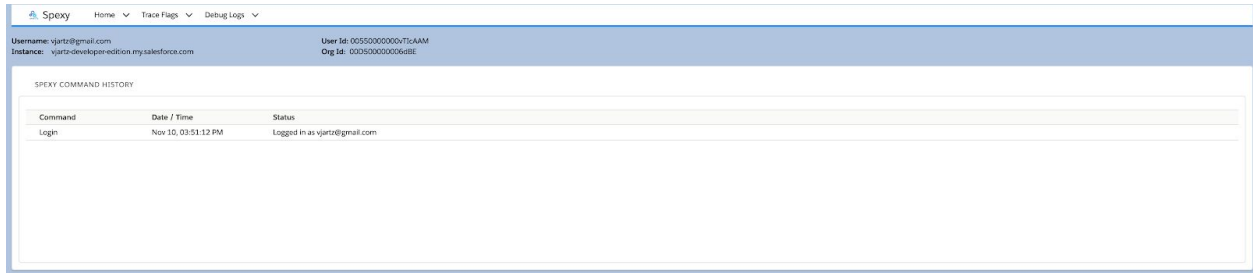 Spexy Home Trace Flags Debug Logs
Username: vjartz@gmail.com User Id: 00550000000vTIcAAM
Instance: vjartz-developer-edition.my.salesforce.com Org Id: 00D500000006dBE
SPEXY COMMAND HISTORY
Command Date / Time Status
Login Nov 10, 03:51:12 PM Logged in as vjartz@gmail.com